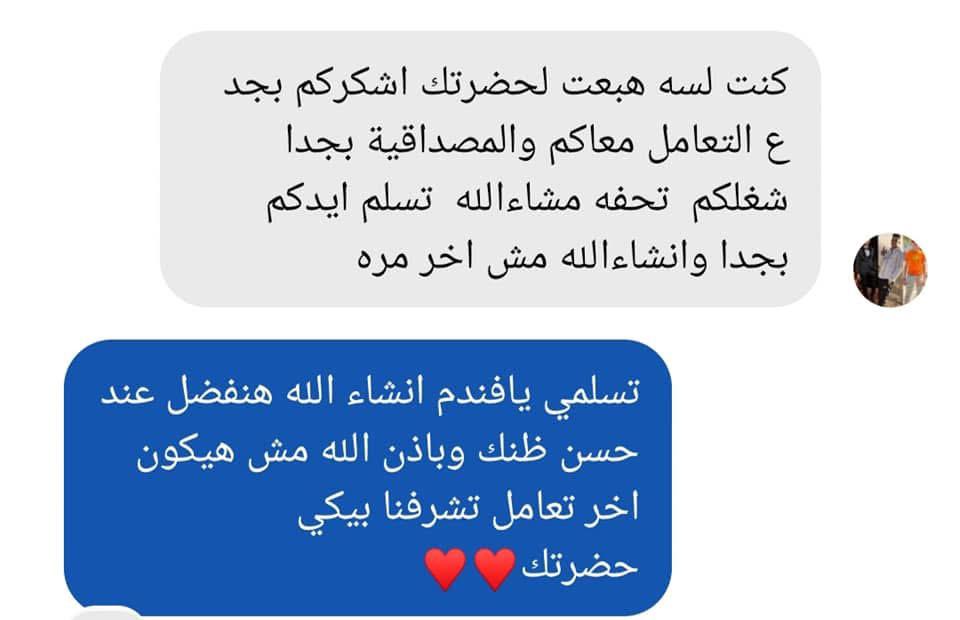 كنت لسه هبعت لحضرتك اشكركم بجد
ع التعامل معاكم والمصداقية بجدا
شغلكم تحفه مشاءالله تسلم ايدكم
بجدا وانشاءالله مش اخر مره
تسلمي يافندم انشاء الله هنفضل عند
حسن ظنك وباذن الله مش هيكون
اخر تعامل تشرفنا بيكي
حضرتك♥️♥️